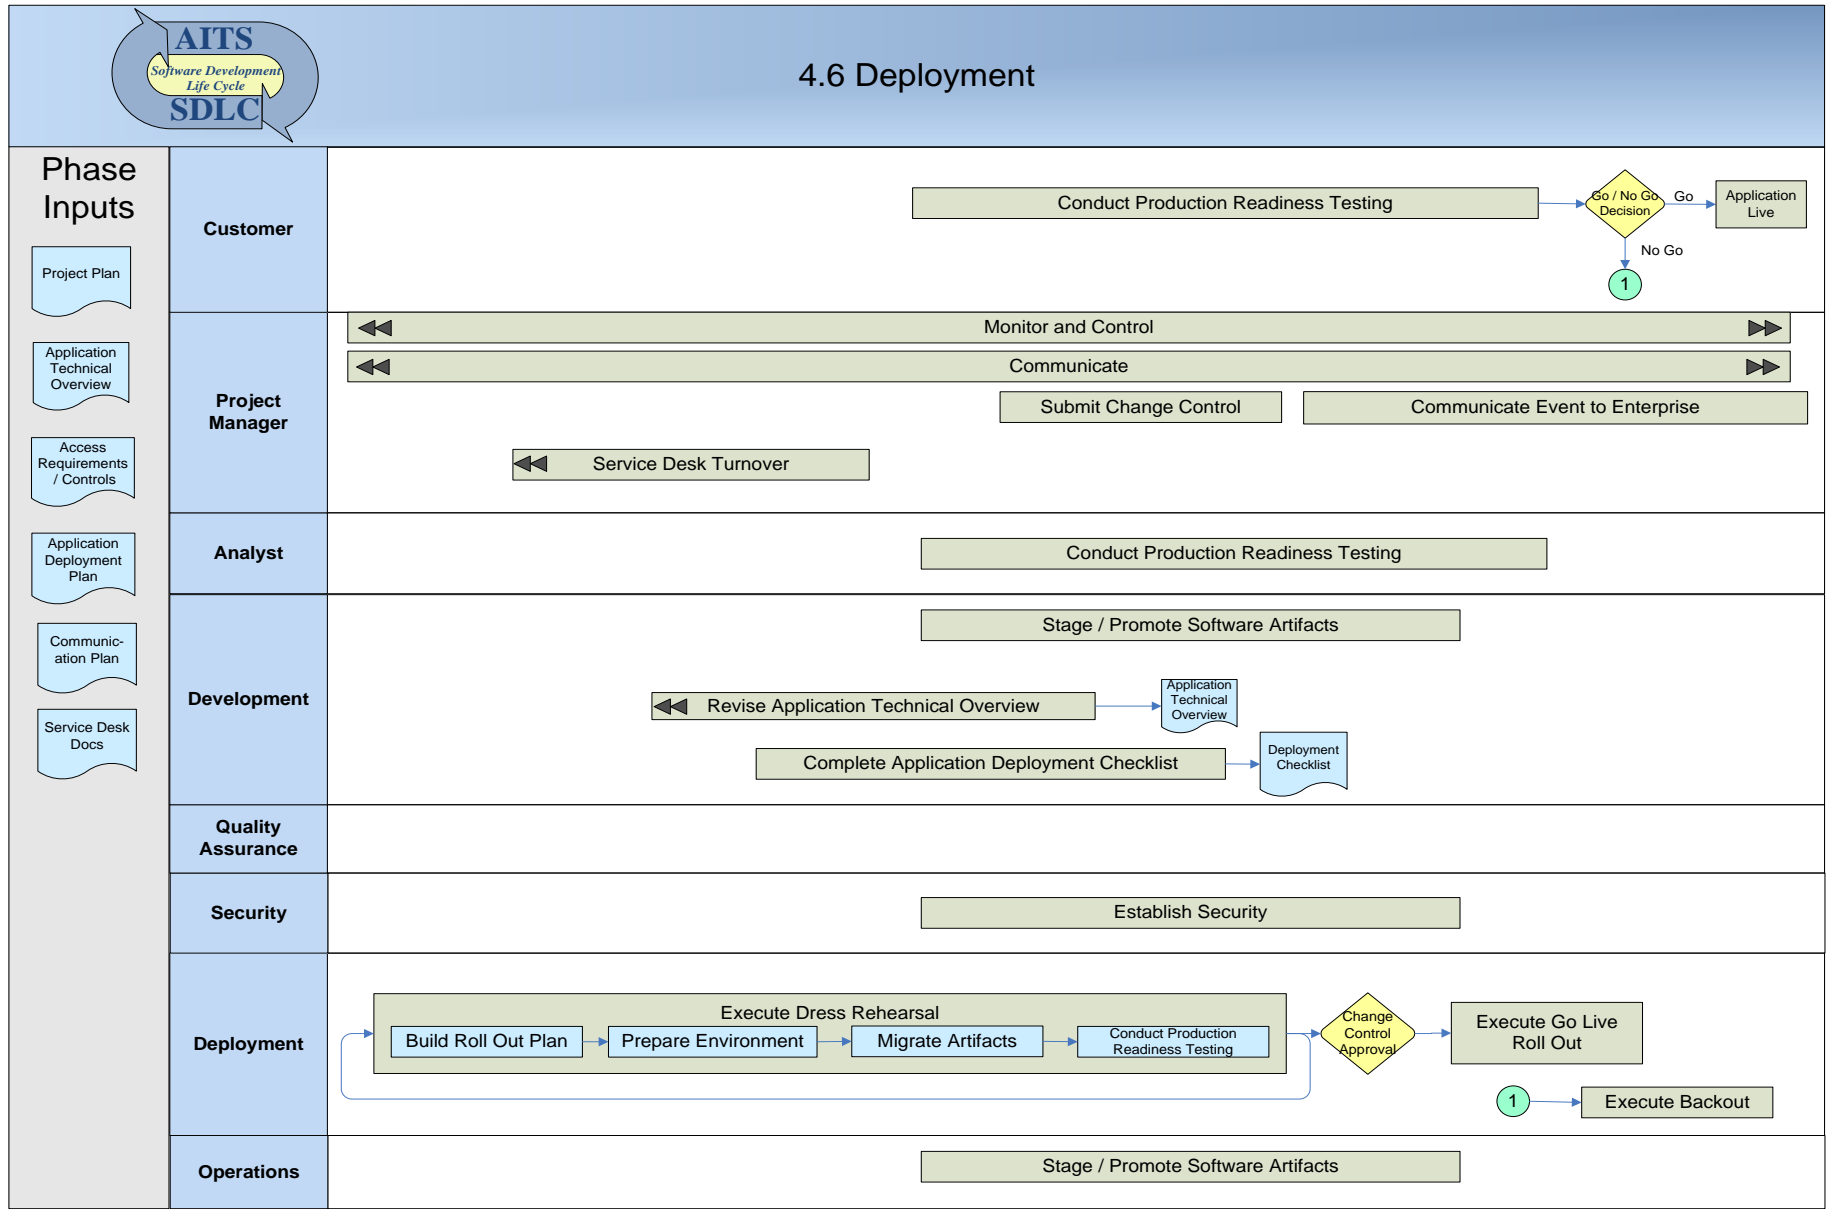 AITS
Software Development
Life Cycle
SDLC
4.6 Deployment
Phase
Inputs
Project Plan
Application
Technical
Overview
Access
Requirements
/ Controls
Application
Deployment
Plan
Communic-
ation Plan
Service Desk
Docs
Customer
Conduct Production Readiness Testing
Go / No Go
Decision
Go
Application
Live
No Go
1
Project
Manager
Monitor and Control
Communicate
Submit Change Control
Communicate Event to Enterprise
Service Desk Turnover
Analyst
Conduct Production Readiness Testing
Development
Stage / Promote Software Artifacts
Revise Application Technical Overview
Application
Technical
Overview
Complete Application Deployment Checklist
Deployment
Checklist
Quality
Assurance
Security
Establish Security
Deployment
Execute Dress Rehearsal
Build Roll Out Plan
Prepare Environment
Migrate Artifacts
Conduct Production
Readiness Testing
Change
Control
Approval
Execute Go Live
Roll Out
1
Execute Backout
Operations
Stage / Promote Software Artifacts